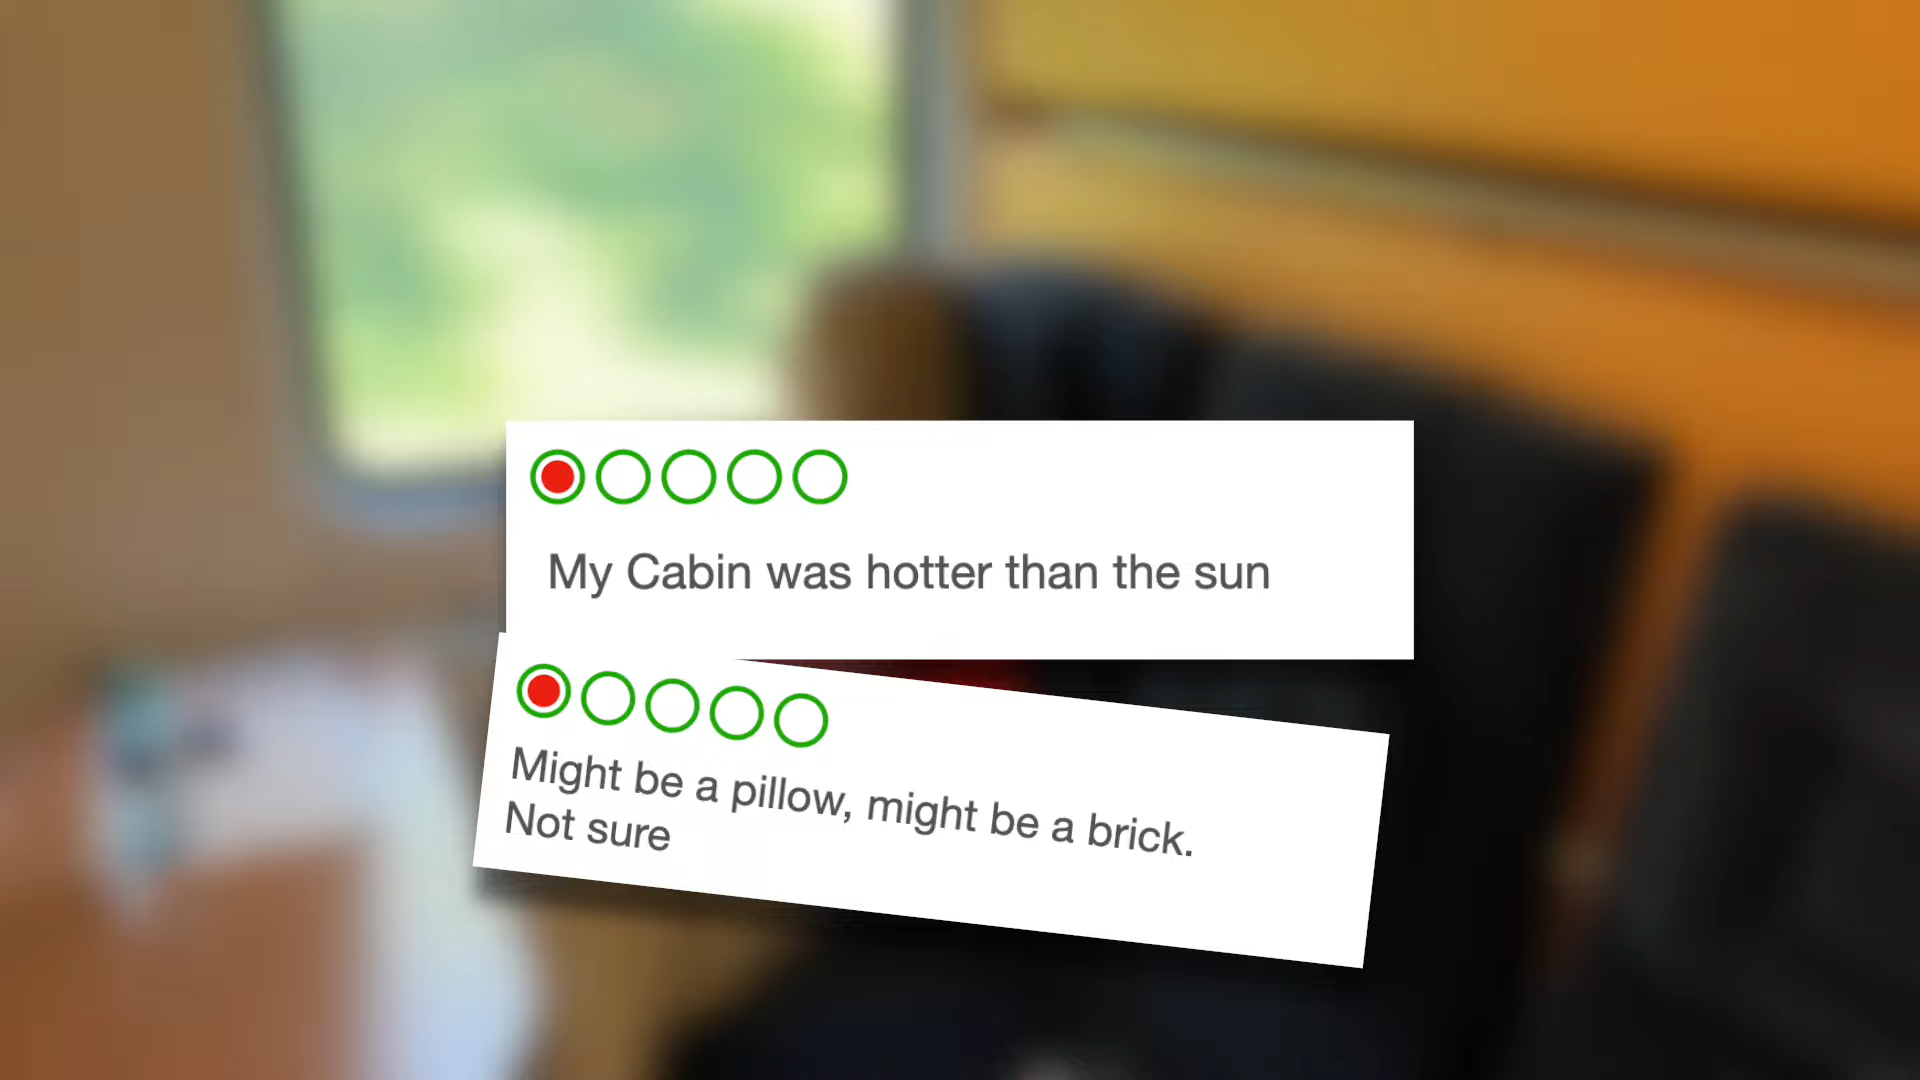 My Cabin was hotter than the sun
Might be a pillow, might be a brick.
Not sure